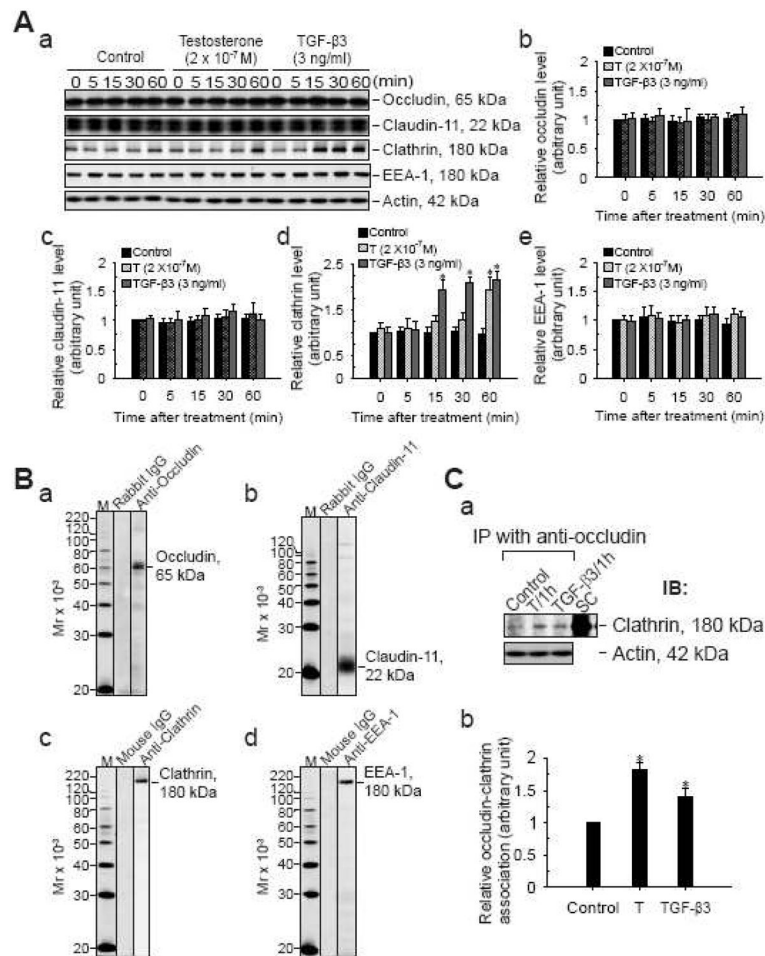 A
a
Control
Testosterone
(2 x 10⁻⁷M)
TGF-β3
(3 ng/ml)
0 5 15 30 60 0 5 15 30 60 0 5 15 30 60 (min)
Occludin, 65 kDa
Claudin-11, 22 kDa
Clathrin, 180 kDa
EEA-1, 180 kDa
Actin, 42 kDa
b
Control
T (2 X10⁻⁷M)
TGF-β3 (3 ng/ml)
Relative occludin level
(arbitrary unit)
2
1.5
1
0.5
0
0 5 15 30 60
Time after treatment (min)
c
Control
T (2 X10⁻⁷M)
TGF-β3 (3 ng/ml)
Relative claudin-11 level
(arbitrary unit)
2
1.5
1
0.5
0
0 5 15 30 60
Time after treatment (min)
d
Control
T (2 X10⁻⁷M)
TGF-β3 (3 ng/ml)
* * * *
Relative clathrin level
(arbitrary unit)
2.5
2.0
1.5
1
0.5
0
0 5 15 30 60
Time after treatment (min)
e
Control
T (2 X10⁻⁷M)
TGF-β3 (3 ng/ml)
Relative EEA-1 level
(arbitrary unit)
2
1.5
1
0.5
0
0 5 15 30 60
Time after treatment (min)
B
a
M
Rabbit IgG
Anti-Occludin
220
120
100
80
60
50
40
30
20
Mr x 10⁻³
Occludin,
65 kDa
b
M
Rabbit IgG
Anti-Claudin-11
120
100
80
60
50
40
30
20
Mr x 10⁻³
Claudin-11,
22 kDa
c
M
Mouse IgG
Anti-Clathrin
220
120
100
80
60
50
40
30
20
Mr x 10⁻³
Clathrin,
180 kDa
d
M
Mouse IgG
Anti-EEA-1
220
120
100
80
60
50
40
30
20
Mr x 10⁻³
EEA-1,
180 kDa
C
a
IP with anti-occludin
Control
T/1h
TGF-β3/1h
SC
IB:
Clathrin, 180 kDa
Actin, 42 kDa
b
Relative occludin-clathrin
association (arbitrary unit)
2
1.5
1
0.5
0
* *
Control T TGF-β3